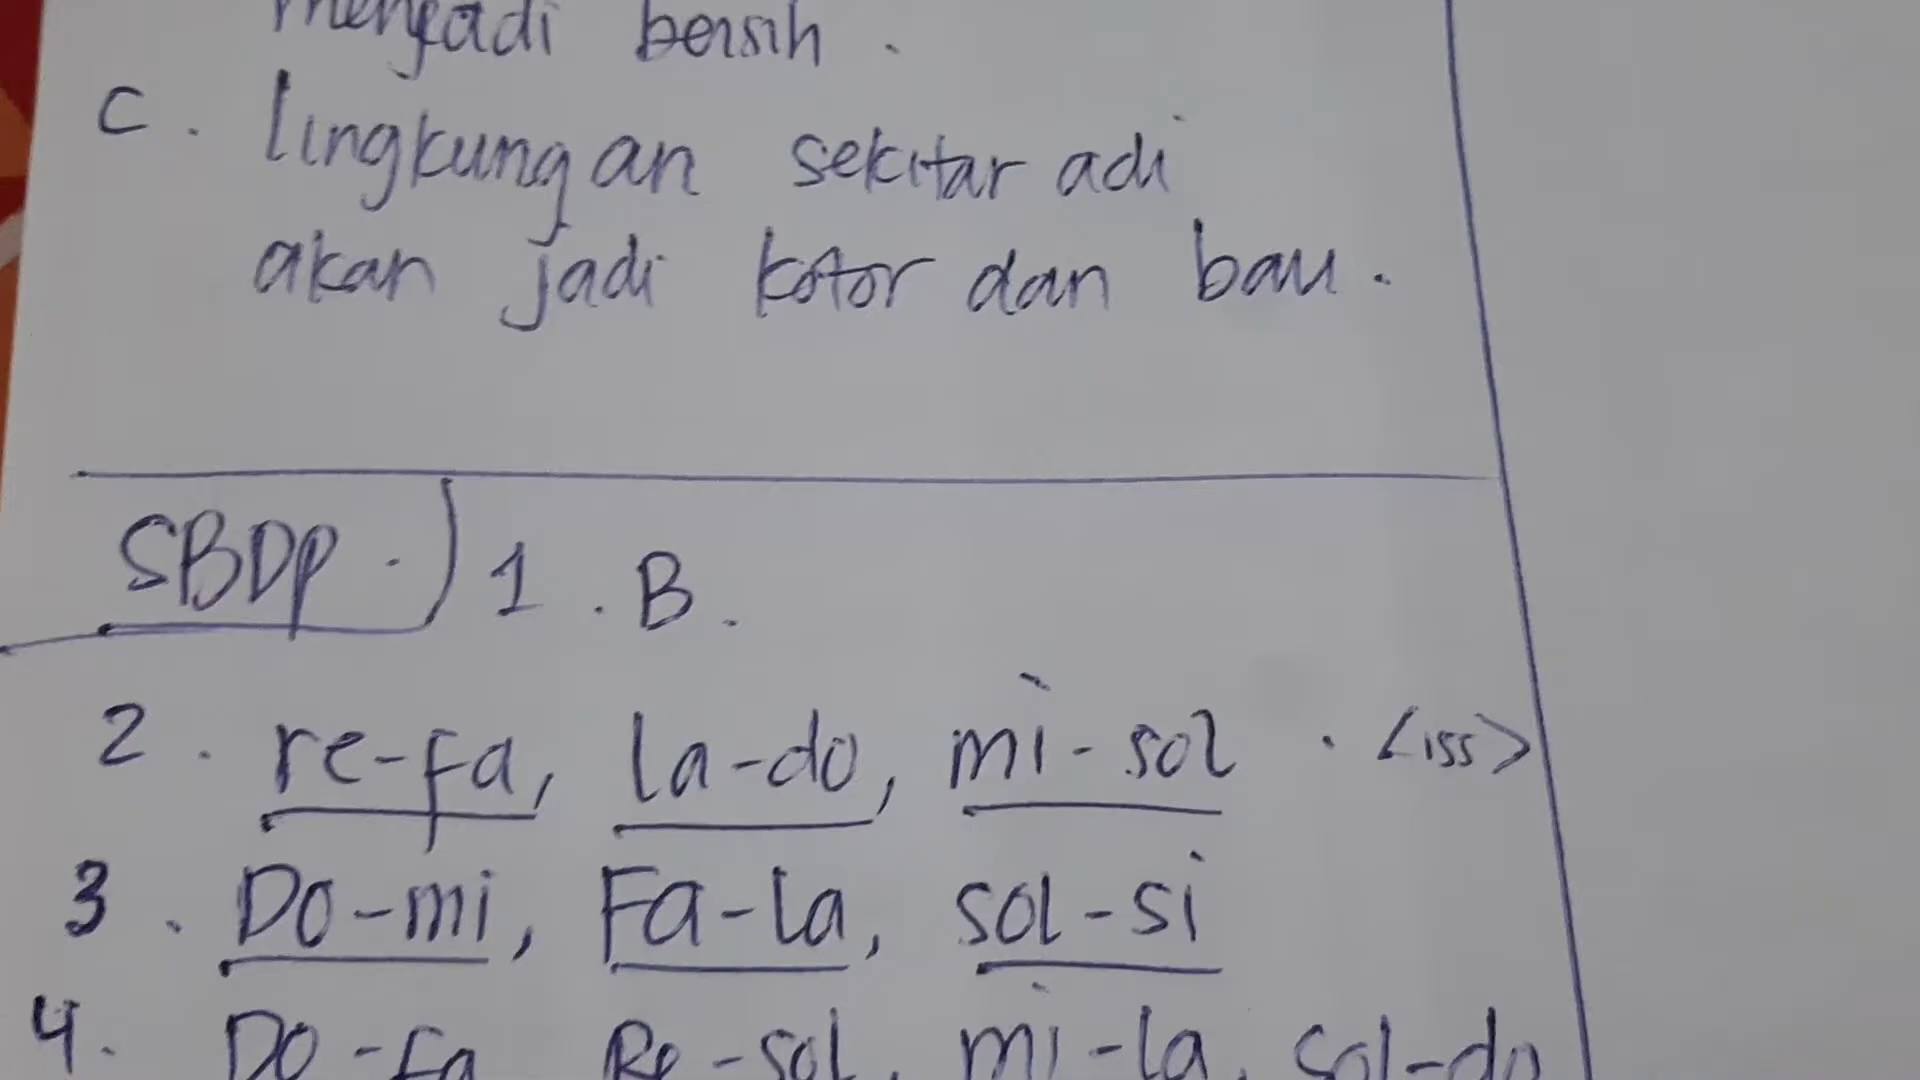 menjadi bersih.
C. lingkungan sekitar adi
akan jadi kotor dan bau.
SBDP. 1. B.
2. re-fa, la-do, mi-sol. <iss>
3. Do-mi, Fa-la, sol-si
4. Do-fa, Re-sol, mi-la, sol-do